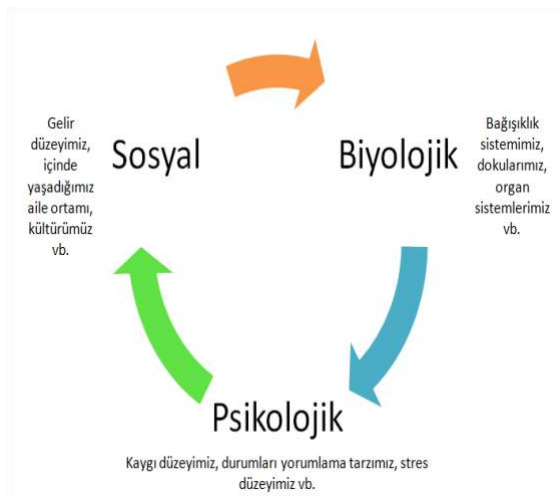 Gelir
düzeyimiz,
içinde
yaşadığımız
aile ortamı,
kültürümüz
vb.
Sosyal
Biyolojik
Bağışıklık
sistemimiz,
dokularımız,
organ
sistemlerimiz
vb.
Psikolojik
Kaygı düzeyimiz, durumları yorumlama tarzımız, stres
düzeyimiz vb.